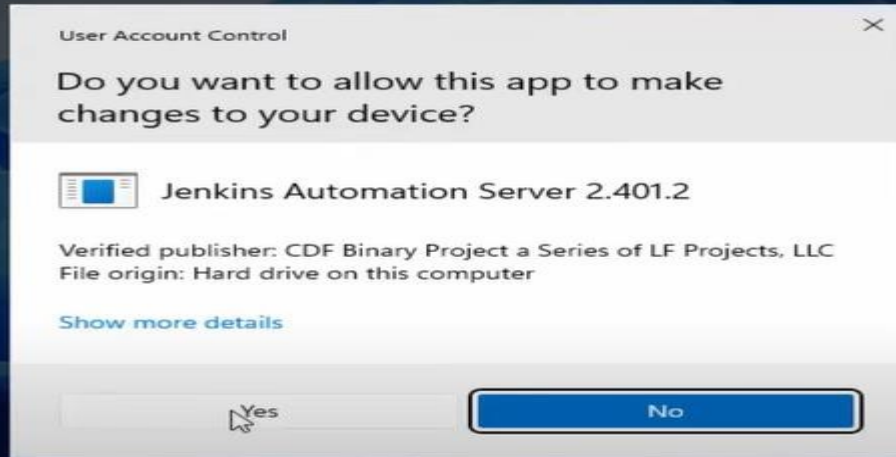 User Account Control
Do you want to allow this app to make
changes to your device?
Jenkins Automation Server 2.401.2
Verified publisher: CDF Binary Project a Series of LF Projects, LLC
File origin: Hard drive on this computer
Show more details
Yes
No